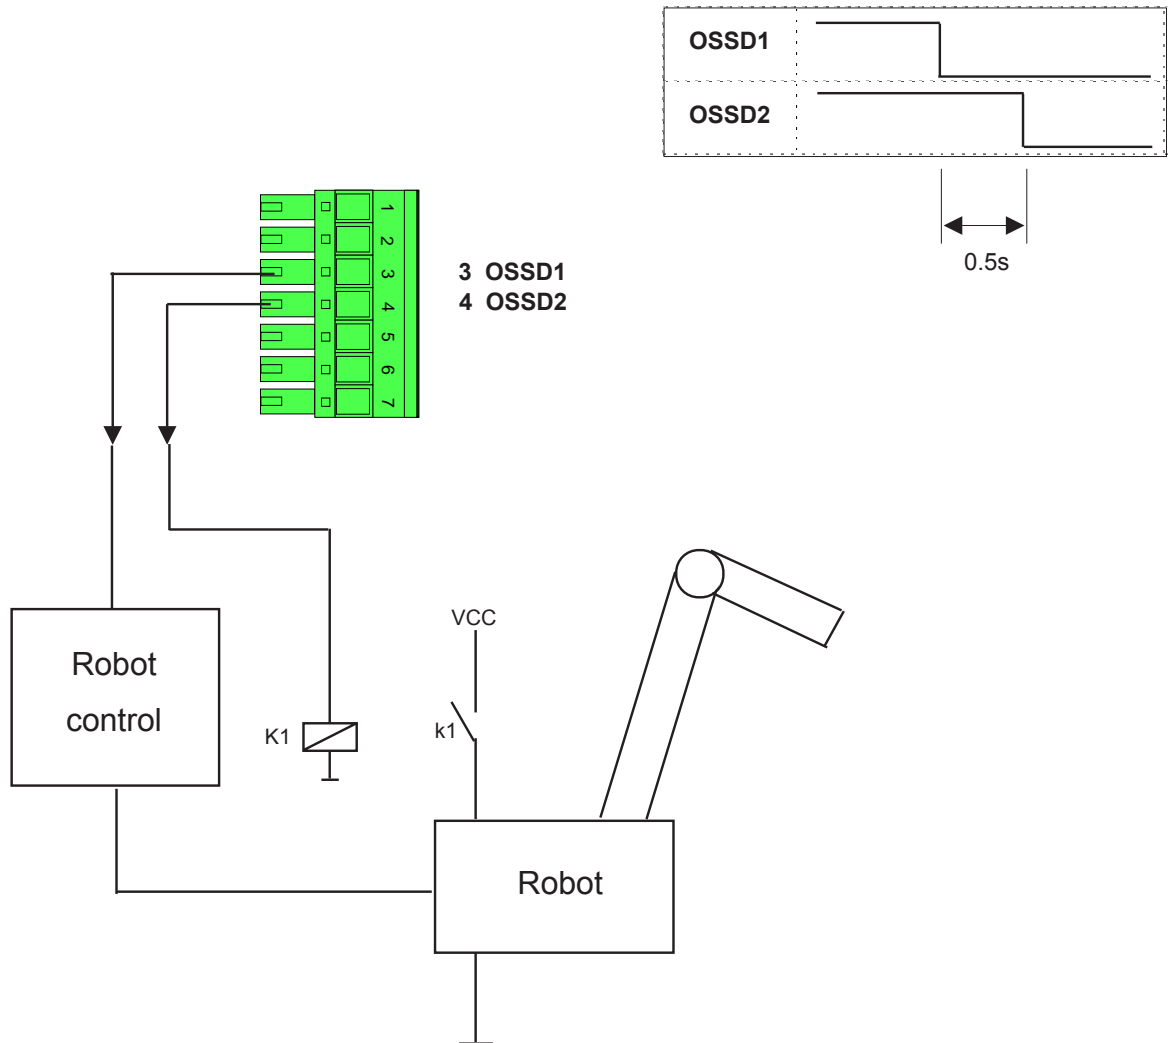 OSSD1
OSSD2
0.5s
1
2
3
4
5
6
7
3 OSSD1
4 OSSD2
Robot
control
K1
VCC
k1
Robot